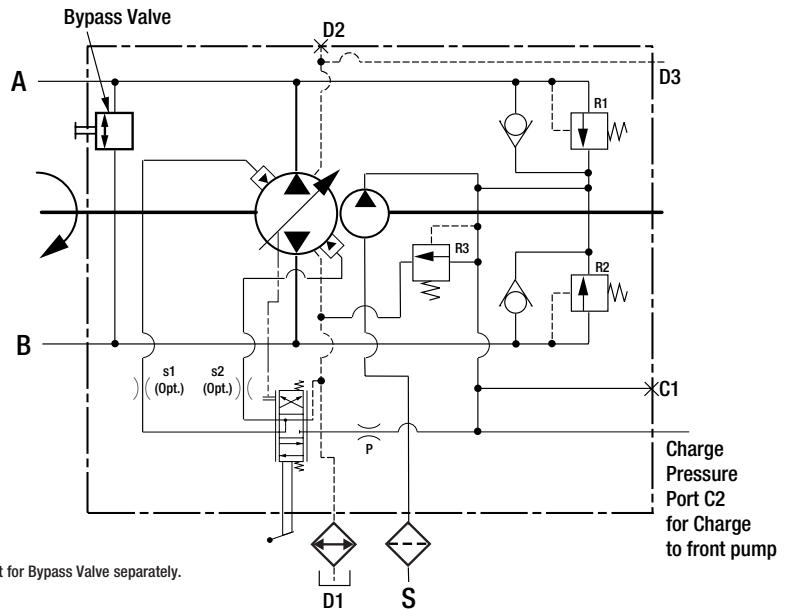 Bypass Valve
D2
A
D3
R1
R3
R2
B
s1
(Opt.)
s2
(Opt.)
C1
P
Charge
Pressure
Port C2
for Charge
to front pump
for Bypass Valve separately.
D1
S